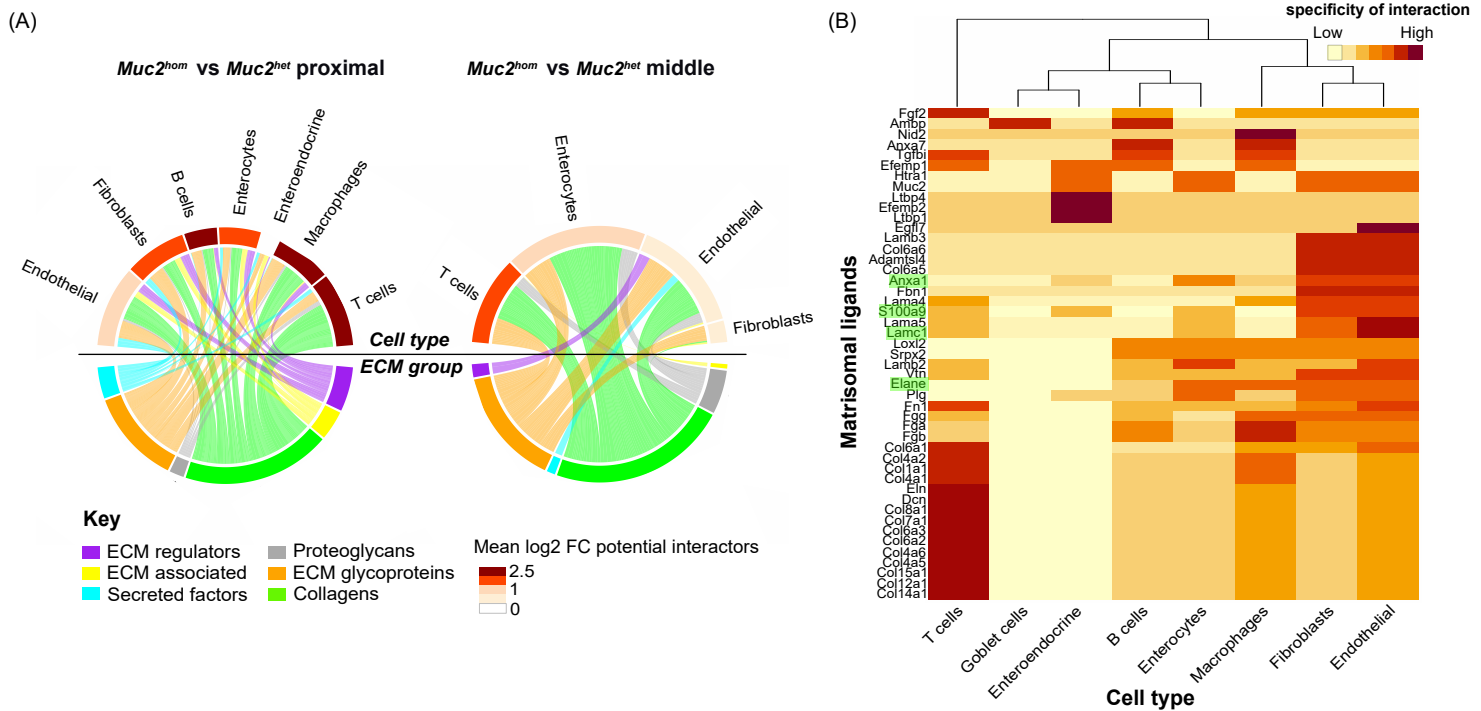 (A)
Muc2hom vs Muc2het proximal
Muc2hom vs Muc2het middle
Endothelial
Fibroblasts
B cells
Enterocytes
Enteroendocrine
Macrophages
T cells
T cells
Enterocytes
Endothelial
Fibroblasts
Cell type
ECM group
Key
ECM regulators
ECM associated
Secreted factors
Proteoglycans
ECM glycoproteins
Collagens
Mean log2 FC potential interactors
2.5
1
0
(B)
specificity of interaction
Low High
Matrisomal ligands
Fgf2
Ambp
Nid2
Anxa7
Tgfbi
Efemp1
Htra1
Muc2
Ltbp4
Efemp2
Ltbp1
Egfl7
Lamb3
Col6a6
Adamtsl4
Col6a5
Anxa1
Fbn1
Lama4
S100a9
Lama5
Lamc1
Loxl2
Srpx2
Lamb2
Vtn
Elane
Plg
Fn1
Fgg
Fga
Fgb
Col6a1
Col4a2
Col1a1
Col4a1
Eln
Dcn
Col8a1
Col7a1
Col6a3
Col6a2
Col4a6
Col4a5
Col15a1
Col12a1
Col14a1
T cells
Goblet cells
Enteroendocrine
B cells
Enterocytes
Macrophages
Fibroblasts
Endothelial
Cell type